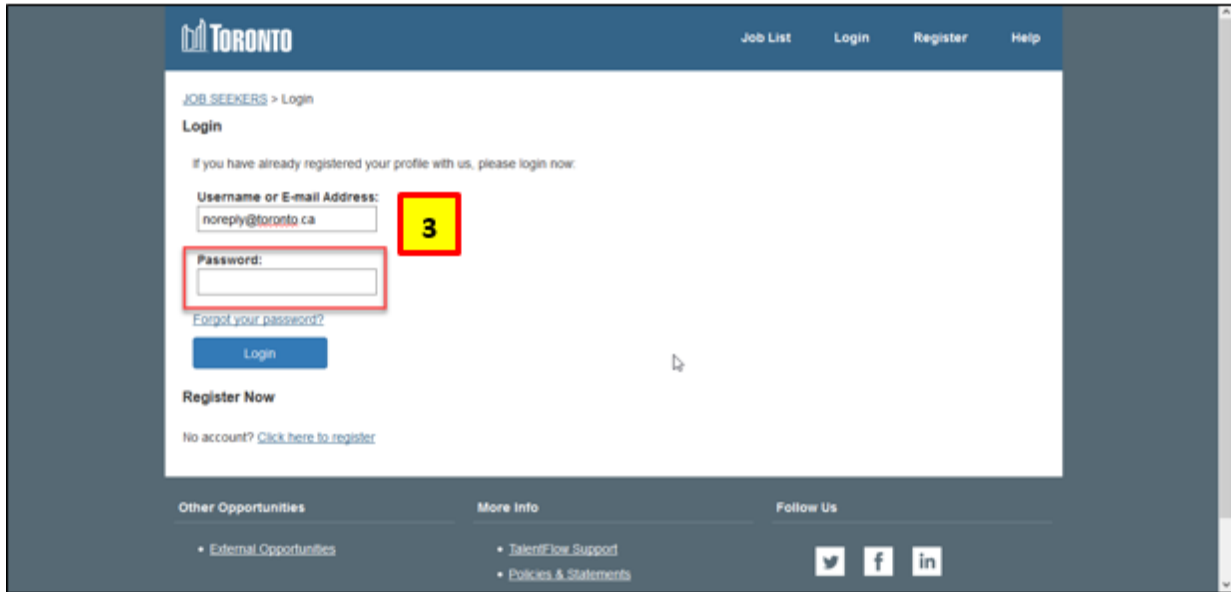 TORONTO
Job List Login Register Help
JOB SEEKERS > Login
Login
If you have already registered your profile with us, please login now:
Username or E-mail Address:
noreply@toronto.ca
3
Password:
Forgot your password?
Login
Register Now
No account? Click here to register
Other Opportunities More Info Follow Us
• External Opportunities • TalentFlow Support
• Policies & Statements